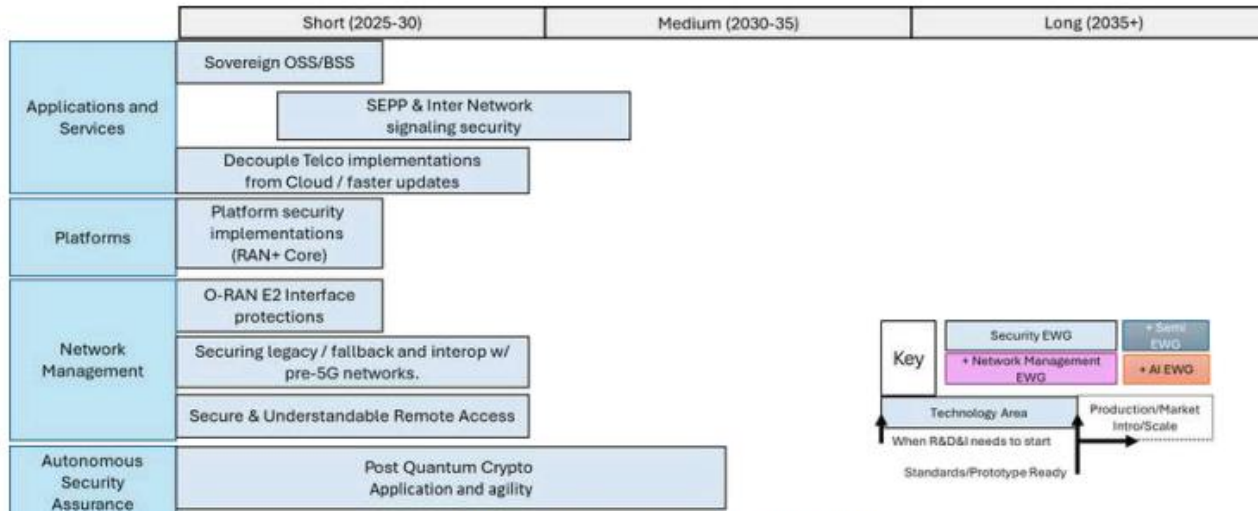 Short (2025-30) Medium (2030-35) Long (2035+)
Applications and
Services
Sovereign OSS/BSS
SEPP & Inter Network
signaling security
Decouple Telco implementations
from Cloud / faster updates
Platforms
Platform security
implementations
(RAN+ Core)
Network
Management
O-RAN E2 Interface
protections
Securing legacy / fallback and interop w/
pre-5G networks.
Secure & Understandable Remote Access
Autonomous
Security
Assurance
Post Quantum Crypto
Application and agility
Key
Security EWG
+ Semi
EWG
+ Network Management
EWG
+ AI EWG
Technology Area
Production/Market
Intro/Scale
When R&D&I needs to start
Standards/Prototype Ready